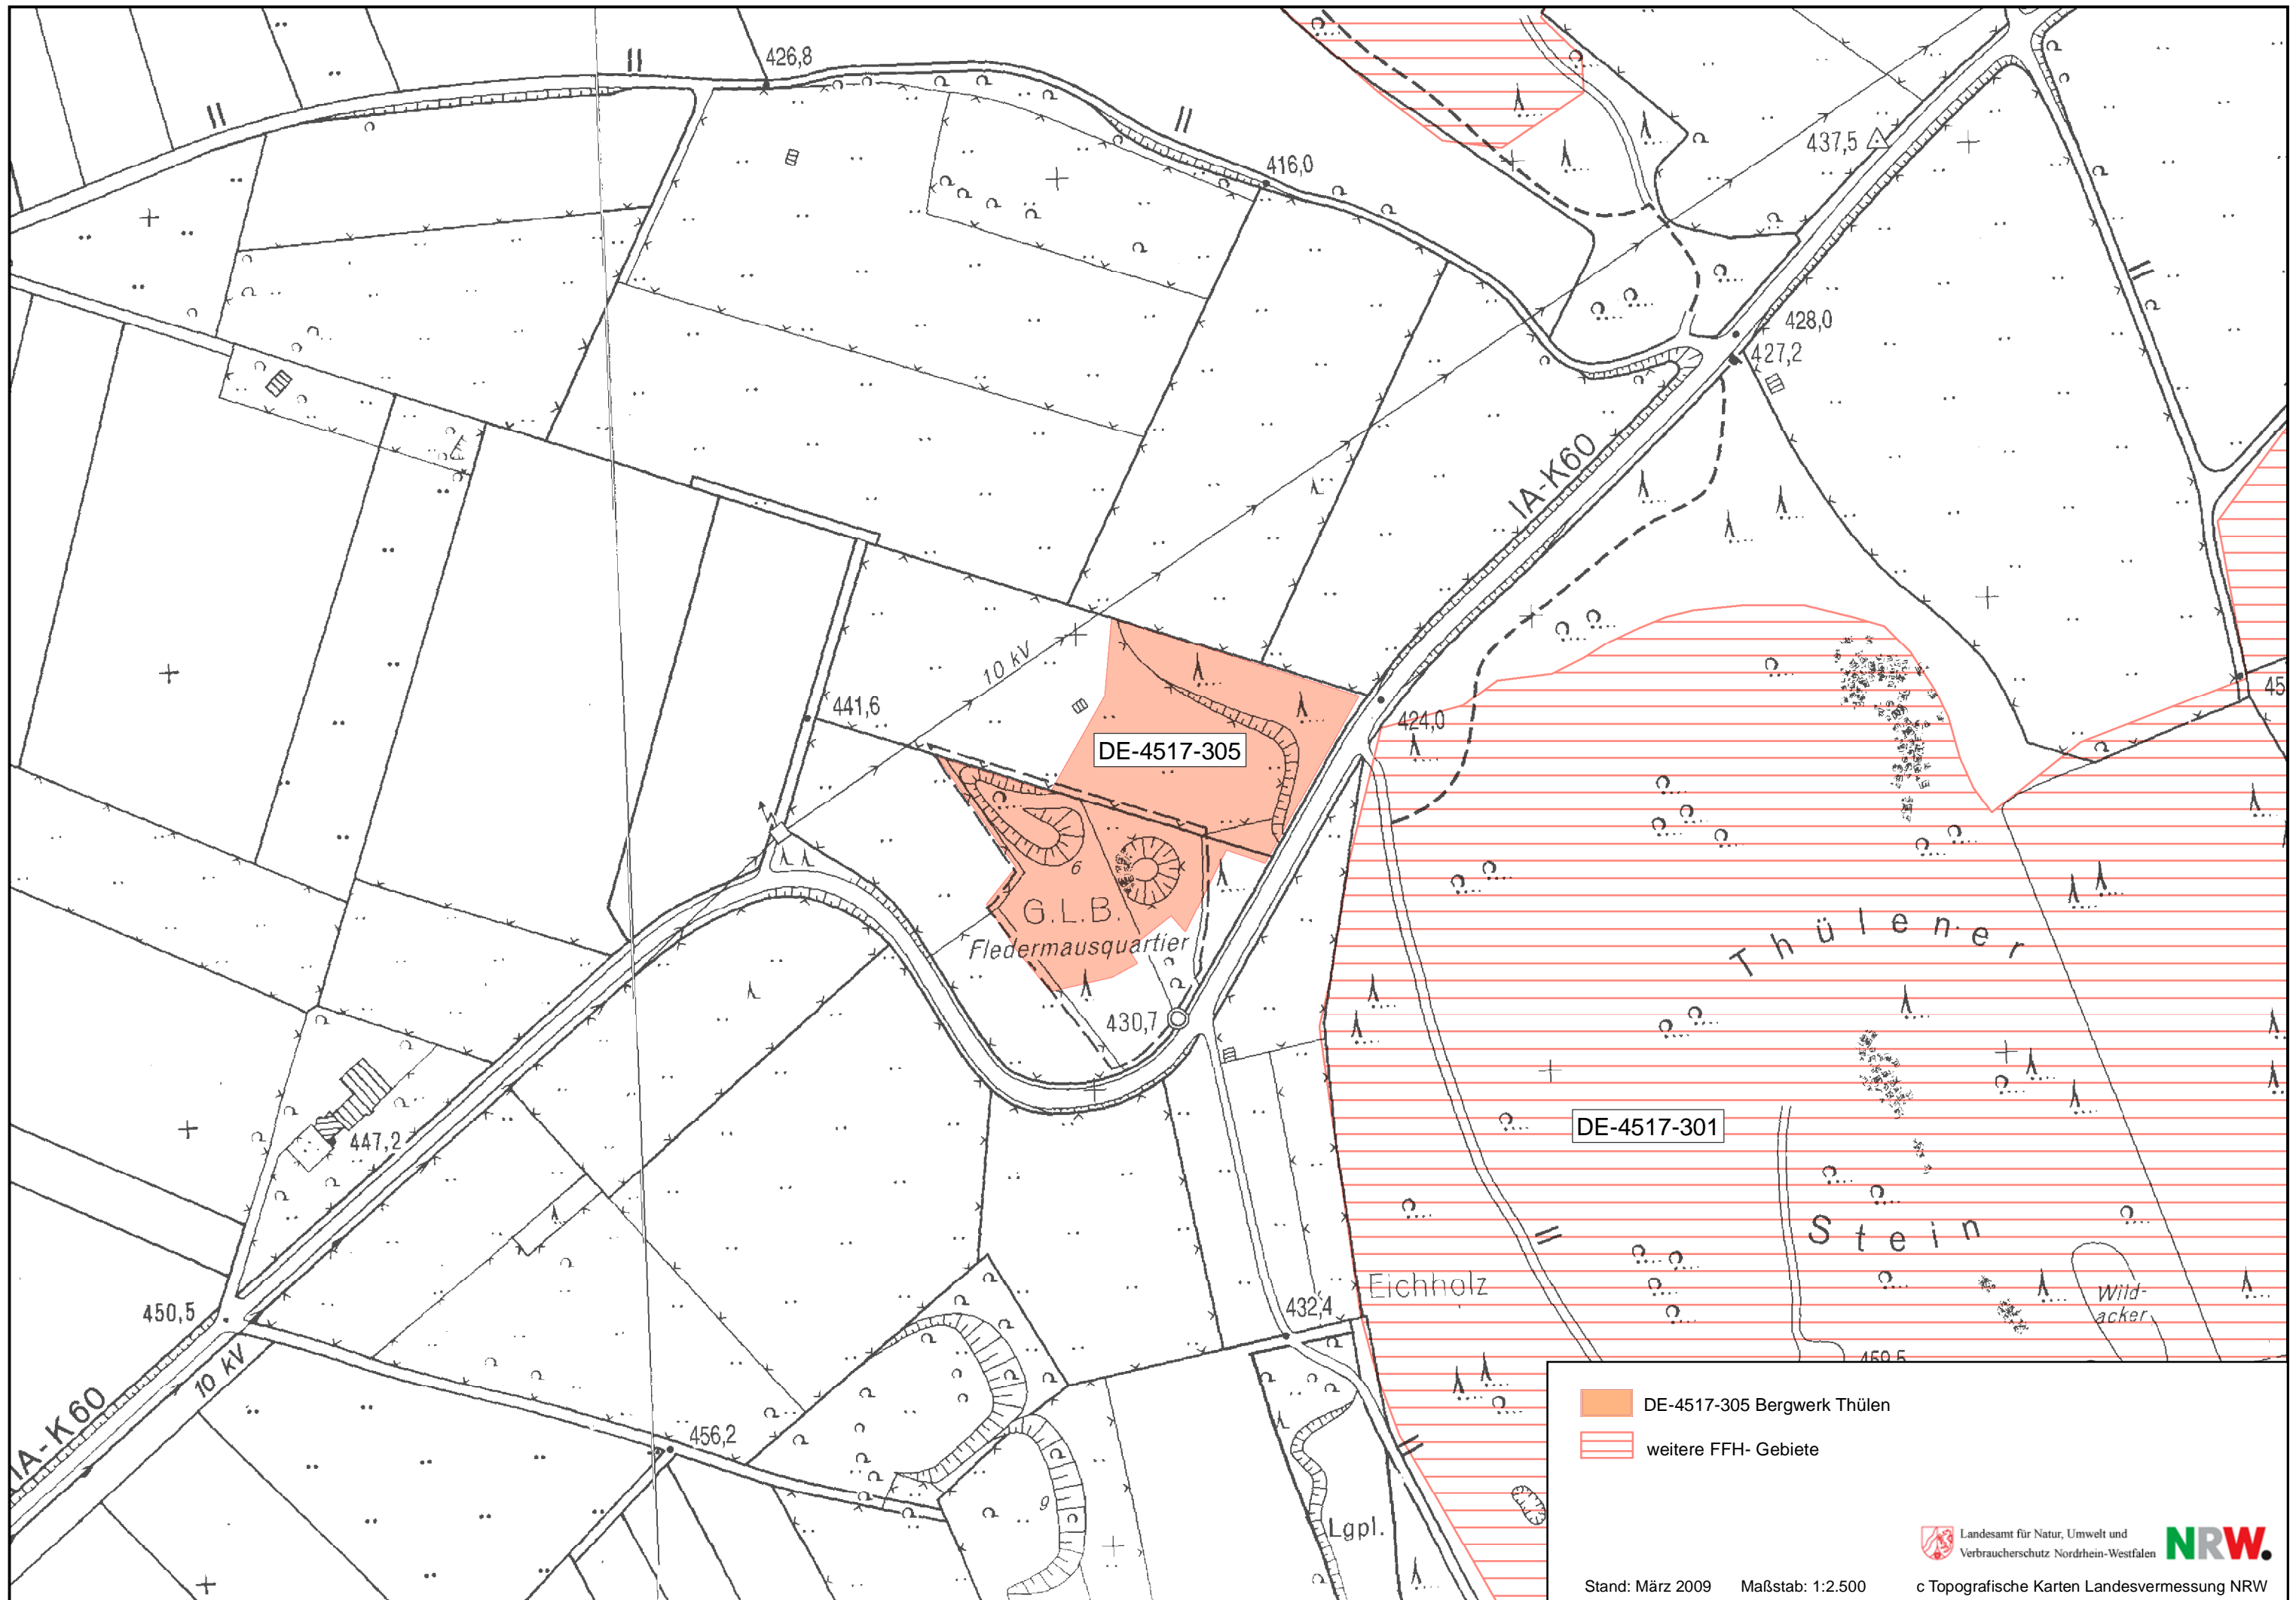 426,8
416,0
437,5
428,0
427,2
IA-K60
10 kV
441,6
424,0
45
DE-4517-305
6
G.L.B.
Fledermausquartier
430,7
Thülener
DE-4517-301
Stein
447,2
Eichholz
432,4
Wild-
acker
450,5
10 kV
IA-K60
456,2
9
Lgpl.
459,5
DE-4517-305 Bergwerk Thülen
weitere FFH- Gebiete
Landesamt für Natur, Umwelt und
Verbraucherschutz Nordrhein-Westfalen
NRW.
Stand: März 2009 Maßstab: 1:2.500 c Topografische Karten Landesvermessung NRW